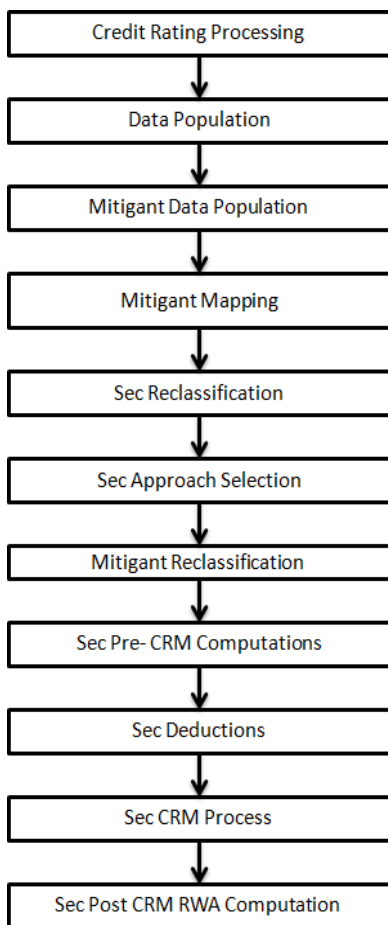 Credit Rating Processing
Data Population
Mitigant Data Population
Mitigant Mapping
Sec Reclassification
Sec Approach Selection
Mitigant Reclassification
Sec Pre- CRM Computations
Sec Deductions
Sec CRM Process
Sec Post CRM RWA Computation